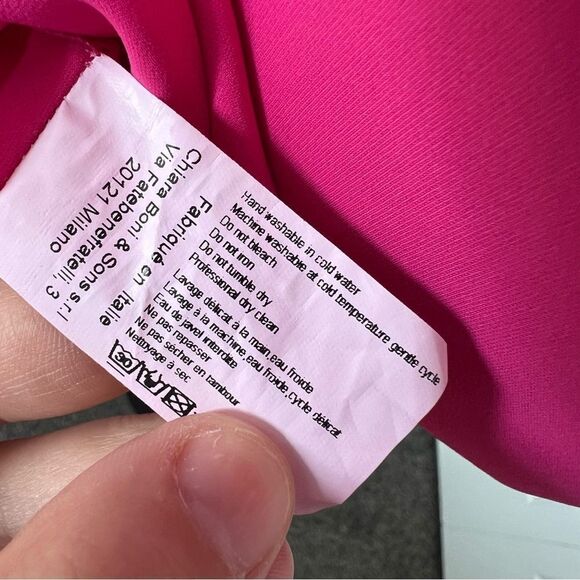 Hand washable in cold water
Machine washable at cold temperature gentle cycle
Do not bleach
Do not iron
Do not tumble dry
Professional dry clean
Lavage délicat à la main, eau froide
Lavage à la machine, eau froide, cycle délicat
Eau de javel interdite
Ne pas repasser
Ne pas sécher en tambour
Nettoyage à sec
30
Fabriqué en Italie
Chiara Boni & Sons s.r.l
Via Fatebenefratelli, 3
20121 Milano